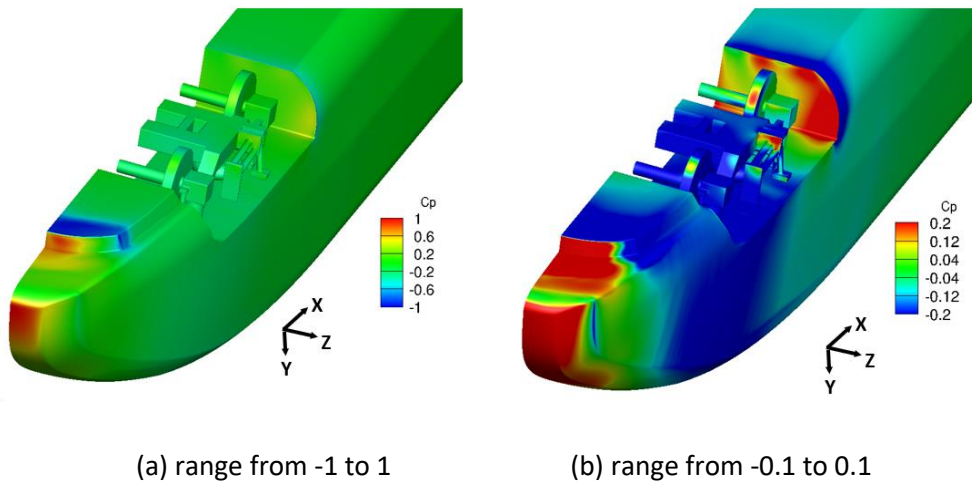 Cp
1
0.6
0.2
-0.2
-0.6
-1
X
Z
Y
Cp
0.2
0.12
0.04
-0.04
-0.12
-0.2
X
Z
Y
(a) range from -1 to 1
(b) range from -0.1 to 0.1